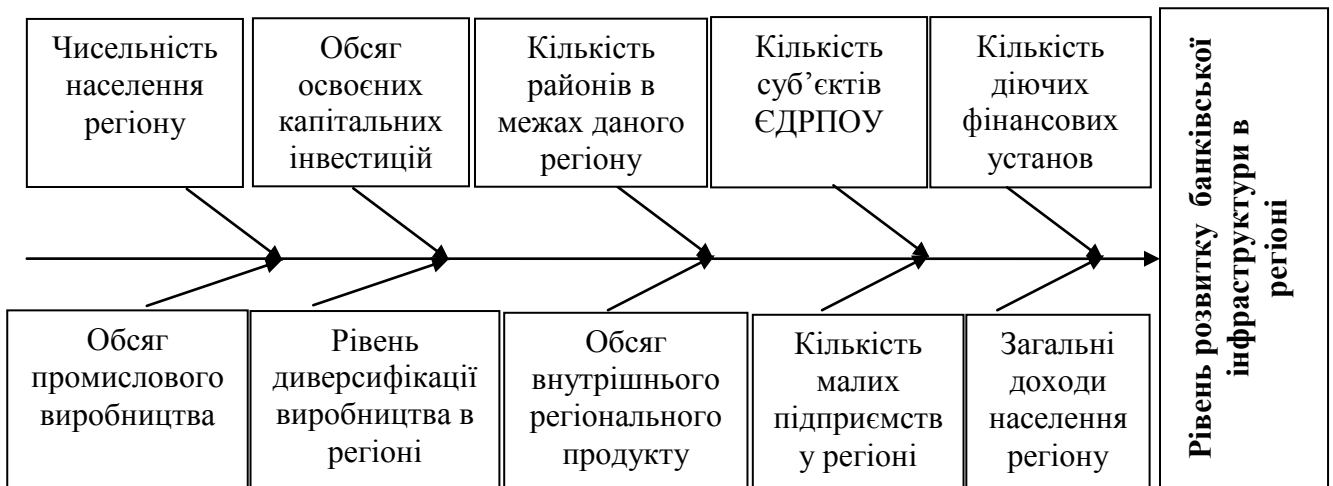 Чисельність
населення
регіону
Обсяг
освоєних
капітальних
інвестицій
Кількість
районів в
межах даного
регіону
Кількість
суб’єктів
ЄДРПОУ
Кількість
діючих
фінансових
установ
Обсяг
промислового
виробництва
Рівень
диверсифікації
виробництва в
регіоні
Обсяг
внутрішнього
регіонального
продукту
Кількість
малих
підприємств
у регіоні
Загальні
доходи
населення
регіону
Рівень розвитку банківської
інфраструктури в
регіоні